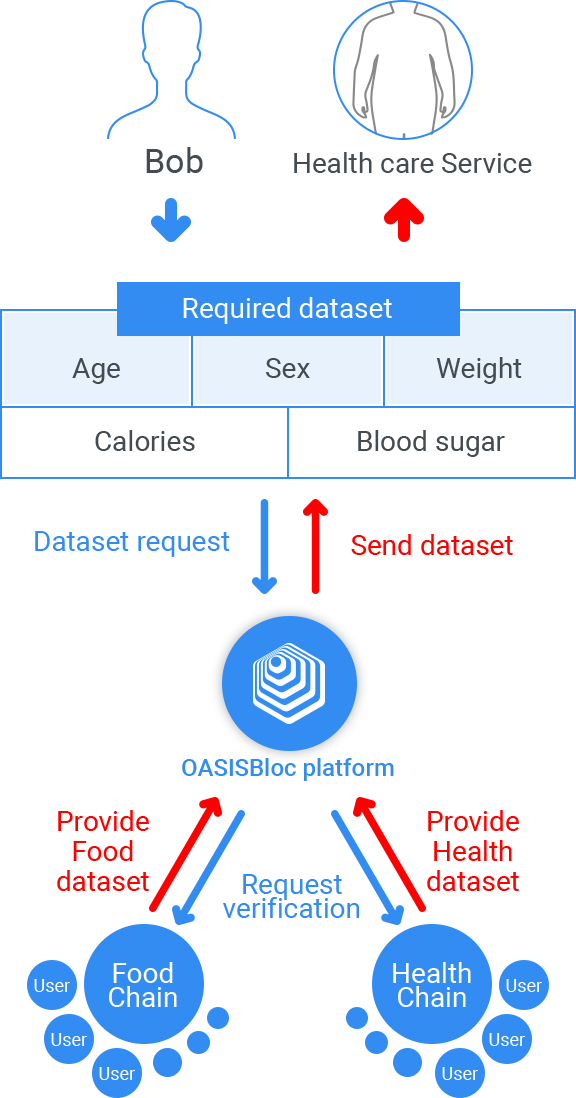 Bob
Health care Service
Required dataset
Age
Sex
Weight
Calories
Blood sugar
Dataset request
Send dataset
OASISBloc platform
Provide
Food
dataset
Provide
Health
dataset
Request
verification
Food
Chain
User
User
User
Health
Chain
User
User
User